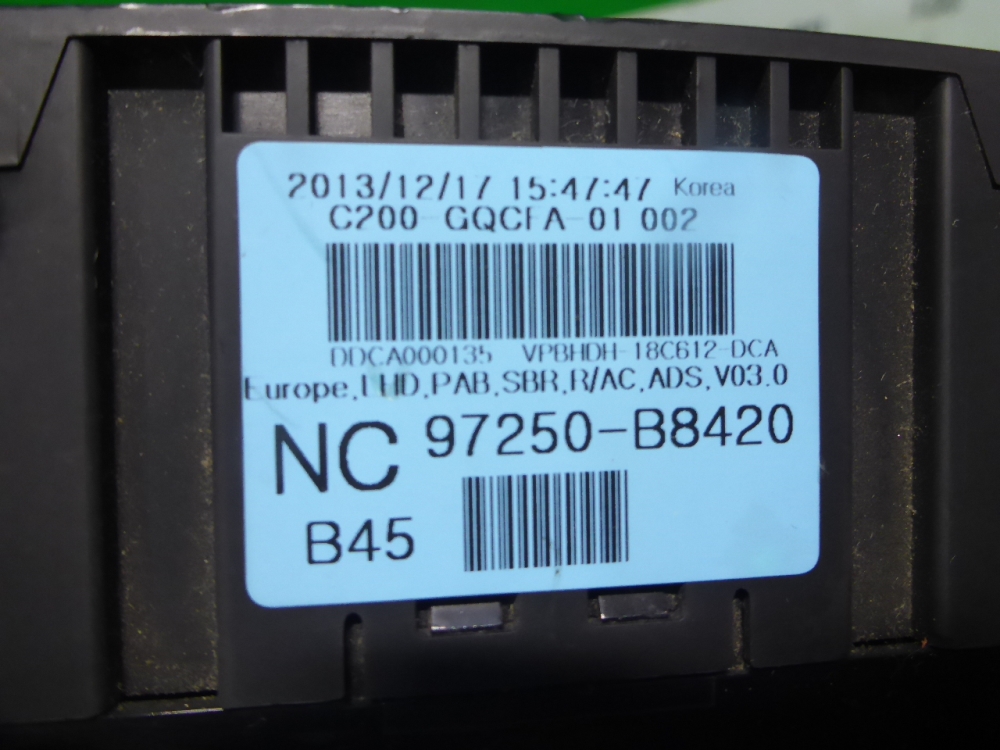 2013/12/17 15:47:47 Korea
C200-GQCFA-01 002
DDCA000135 VPBHDH-18C612-DCA
Europe,LHD,PAB,SBR,R/AC,ADS,V03.0
NC 97250-B8420
B45